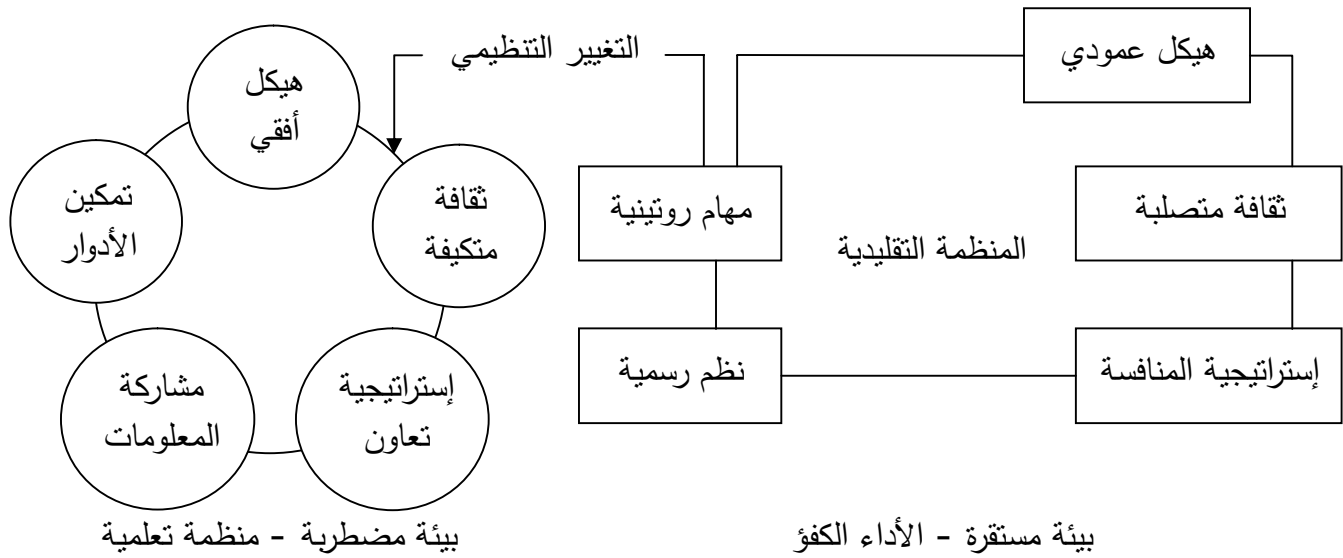 هيكل عمودي
ثقافة متصلبة
إستراتيجية المنافسة
نظم رسمية
مهام روتينية
المنظمة التقليدية
بيئة مستقرة - الأداء الكفؤ
التغيير التنظيمي
هيكل
أفقي
ثقافة
متكيفة
إستراتيجية
تعاون
مشاركة
المعلومات
تمكين
الأدوار
بيئة مضطربة - منظمة تعلمية